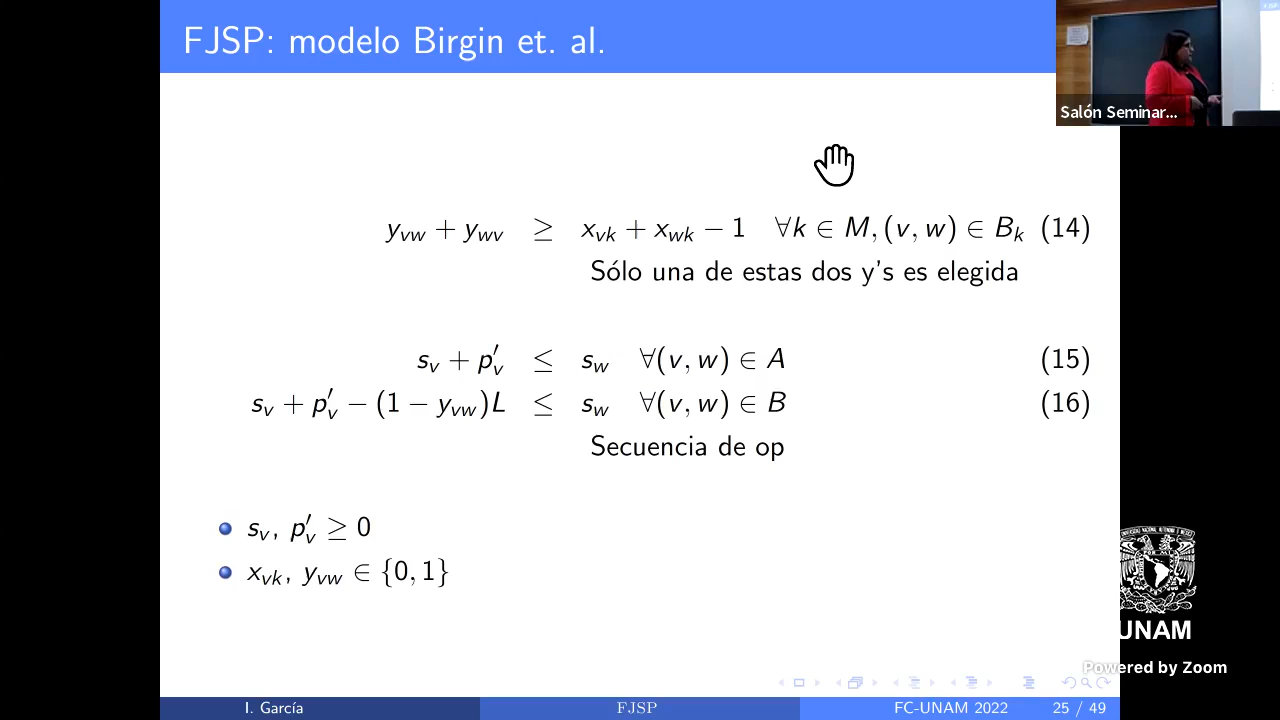 FJSP: modelo Birgin et. al.
Salón Seminar...
y_{vw} + y_{wv} ≥ x_{vk} + x_{wk} − 1 ∀k ∈ M, (v, w) ∈ B_k (14)
Sólo una de estas dos y's es elegida
s_v + p'_v ≤ s_w ∀(v, w) ∈ A (15)
s_v + p'_v − (1 − y_{vw})L ≤ s_w ∀(v, w) ∈ B (16)
Secuencia de op
s_v, p'_v ≥ 0
x_{vk}, y_{vw} ∈ {0, 1}
UNAM
Powered by Zoom
I. García FJSP FC-UNAM 2022 25 / 49